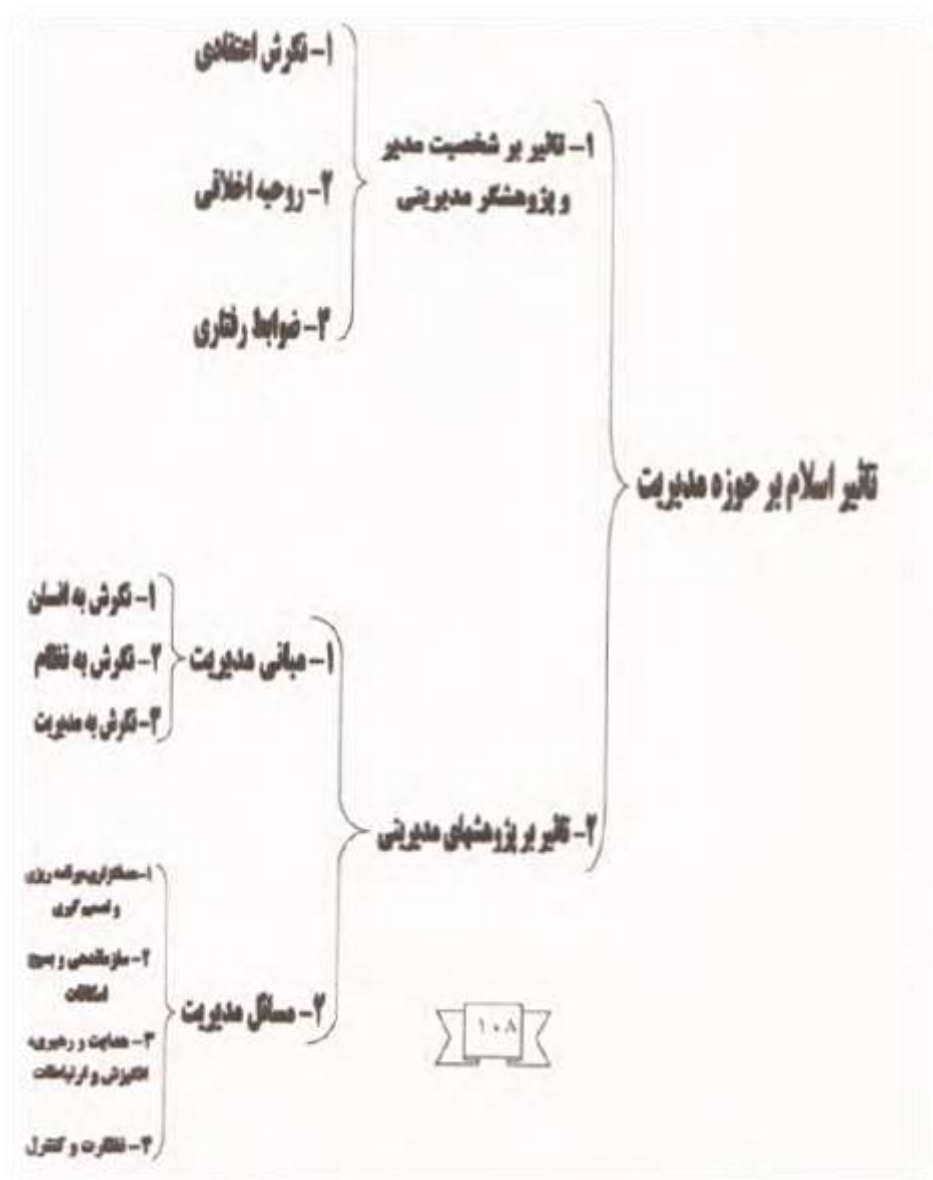 تاثیر اسلام بر حوزه مدیریت
۱- تاثیر بر شخصیت مدیر
و پژوهشگر مدیریتی
۱- نگرش اعتقادی
۲- روحیه اخلاقی
۳- ضوابط رفتاری
۲- تاثیر بر پژوهشهای مدیریتی
۱- مبانی مدیریت
۱- نگرش به انسان
۲- نگرش به نظام
۳- نگرش به مدیریت
۲- مسائل مدیریت
۱- هدفگزاری، برنامه ریزی
و تصمیم گیری
۲- سازماندهی و بسیج
امکانات
۳- هدایت و رهبری،
انگیزش و ارتباطات
۴- نظارت و کنترل
۱۰۸